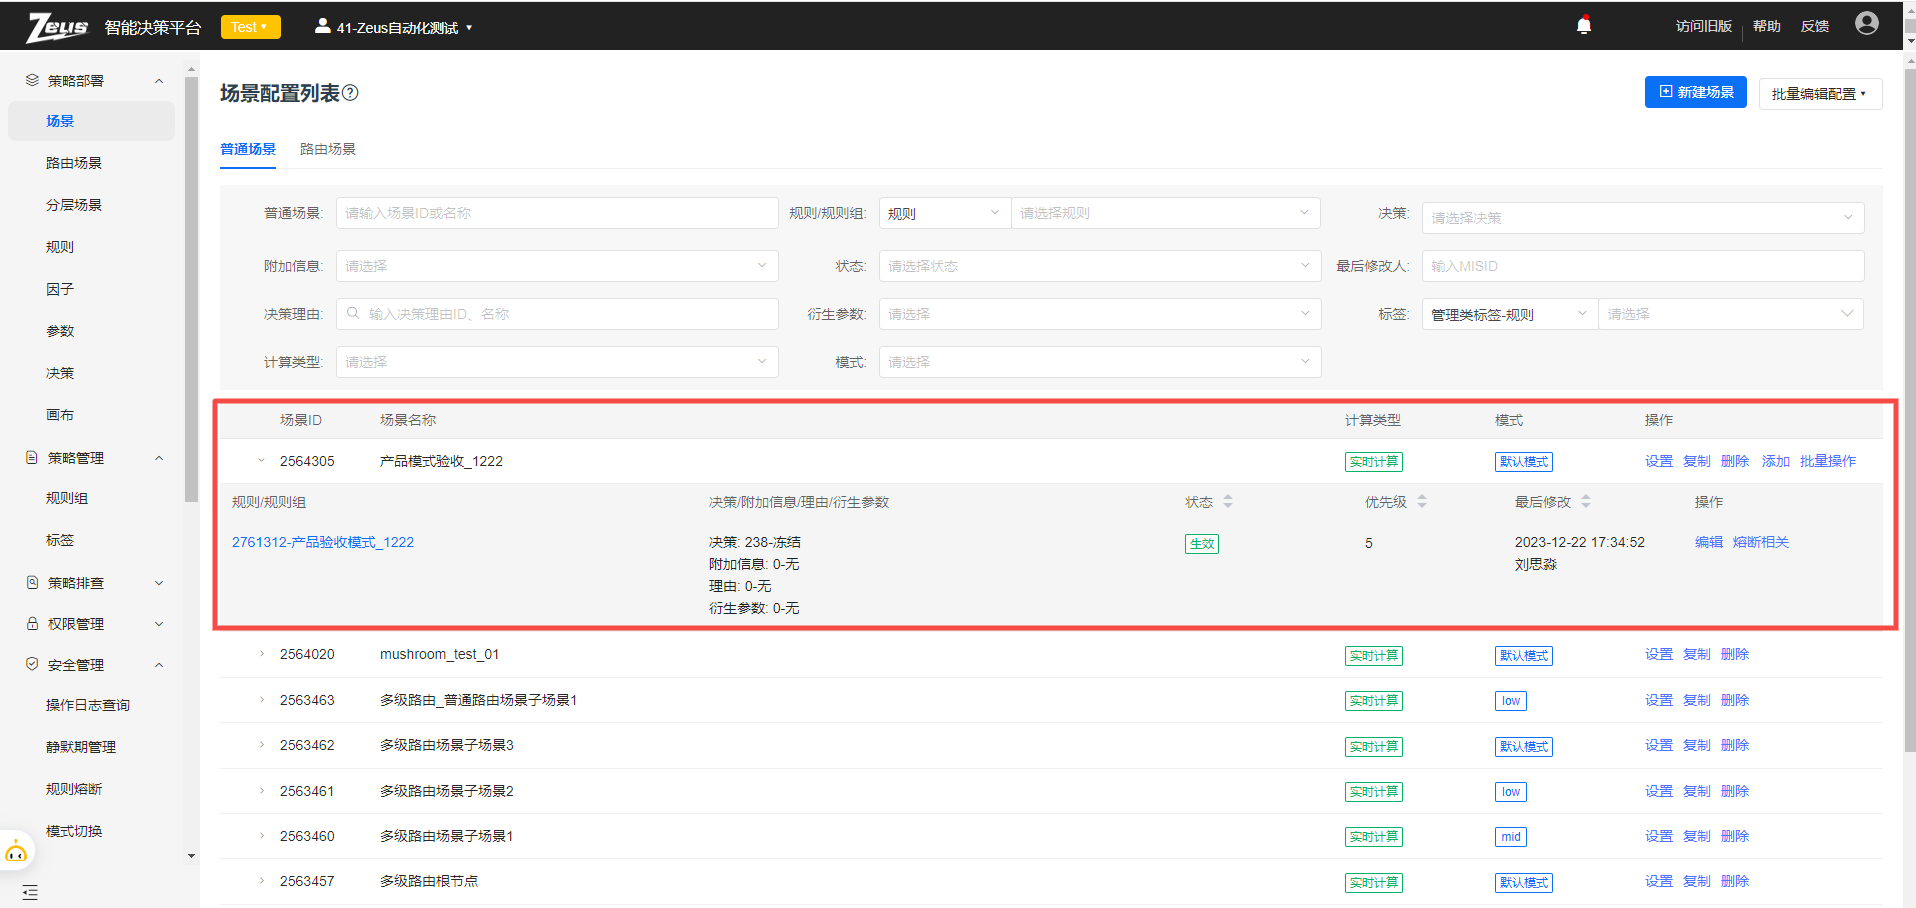 Zeus 智能决策平台 Test 41-Zeus自动化测试 访问旧版 帮助 反馈
策略部署
场景
路由场景
分层场景
规则
因子
参数
决策
画布
策略管理
规则组
标签
策略排查
权限管理
安全管理
操作日志查询
静默期管理
规则熔断
模式切换
场景配置列表 新建场景 批量编辑配置
普通场景 路由场景
普通场景: 请输入场景ID或名称 规则/规则组: 规则 请选择规则 决策: 请选择决策
附加信息: 请选择 状态: 请选择状态 最后修改人: 输入MISID
决策理由: 输入决策理由ID、名称 衍生参数: 请选择 标签: 管理类标签-规则 请选择
计算类型: 请选择 模式: 请选择
场景ID 场景名称 计算类型 模式 操作
2564305 产品模式验收_1222 实时计算 默认模式 设置 复制 删除 添加 批量操作
规则/规则组 决策/附加信息/理由/衍生参数 状态 优先级 最后修改 操作
2761312-产品验收模式_1222 决策: 238-冻结 生效 5 2023-12-22 17:34:52 编辑 熔断相关
附加信息: 0-无 刘思淼
理由: 0-无
衍生参数: 0-无
2564020 mushroom_test_01 实时计算 默认模式 设置 复制 删除
2563463 多级路由_普通路由场景子场景1 实时计算 low 设置 复制 删除
2563462 多级路由场景子场景3 实时计算 默认模式 设置 复制 删除
2563461 多级路由场景子场景2 实时计算 low 设置 复制 删除
2563460 多级路由场景子场景1 实时计算 mid 设置 复制 删除
2563457 多级路由根节点 实时计算 默认模式 设置 复制 删除